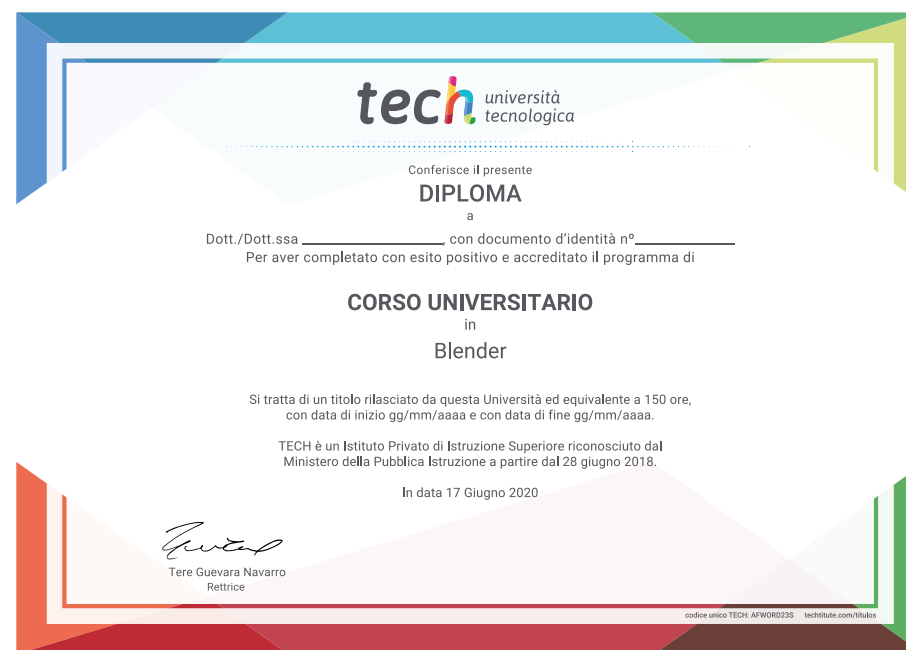 tech università
tecnologica
Conferisce il presente
DIPLOMA
a
Dott./Dott.ssa ____________________, con documento d'identità nº______________
Per aver completato con esito positivo e accreditato il programma di
CORSO UNIVERSITARIO
in
Blender
Si tratta di un titolo rilasciato da questa Università ed equivalente a 150 ore,
con data di inizio gg/mm/aaaa e con data di fine gg/mm/aaaa.
TECH è un Istituto Privato di Istruzione Superiore riconosciuto dal
Ministero della Pubblica Istruzione a partire dal 28 giugno 2018.
In data 17 Giugno 2020
Tere Guevara Navarro
Rettrice
codice unico TECH: AFWORD23S techtitute.com/títulos